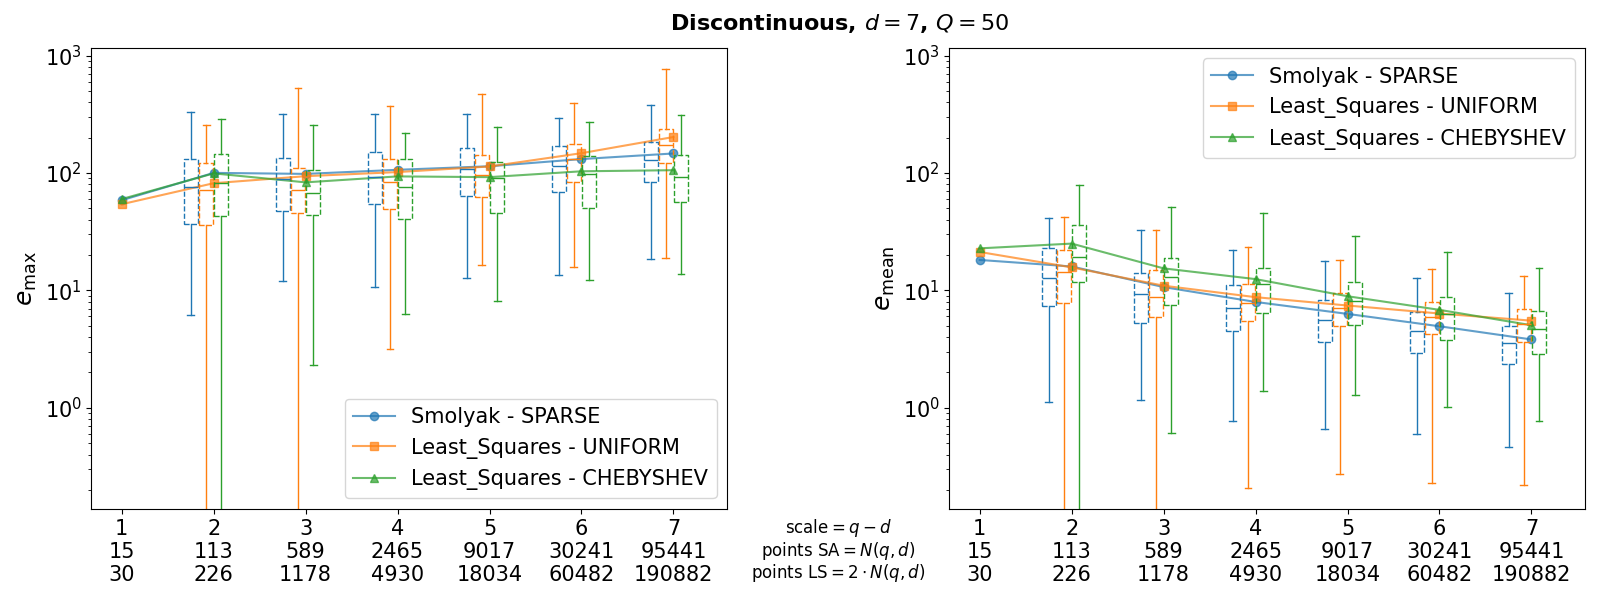 Discontinuous, d = 7, Q = 50
10³
10²
10¹
10⁰
e_max
Smolyak - SPARSE
Least_Squares - UNIFORM
Least_Squares - CHEBYSHEV
1 2 3 4 5 6 7
15 113 589 2465 9017 30241 95441
30 226 1178 4930 18034 60482 190882
scale = q − d
points SA = N(q, d)
points LS = 2 · N(q, d)
10³
10²
10¹
10⁰
e_mean
Smolyak - SPARSE
Least_Squares - UNIFORM
Least_Squares - CHEBYSHEV
1 2 3 4 5 6 7
15 113 589 2465 9017 30241 95441
30 226 1178 4930 18034 60482 190882